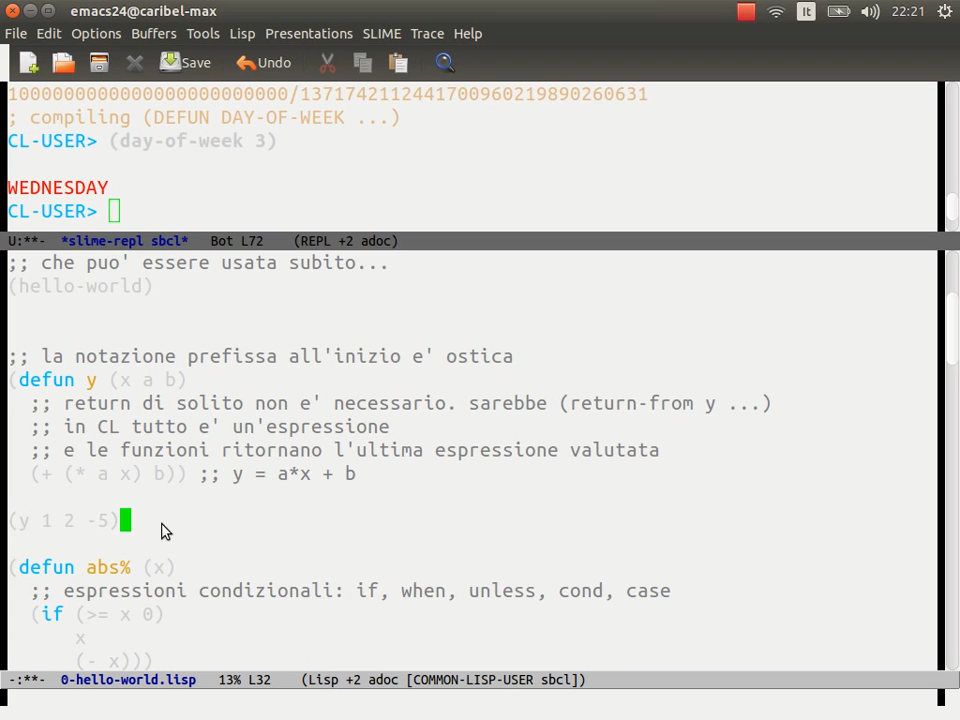 emacs24@caribel-max
It
22:21
File Edit Options Buffers Tools Lisp Presentations SLIME Trace Help
Save Undo
1000000000000000000000000/1371742112441700960219890260631
; compiling (DEFUN DAY-OF-WEEK ...)
CL-USER> (day-of-week 3)
WEDNESDAY
CL-USER>
U:**- *slime-repl sbcl* Bot L72 (REPL +2 adoc)
;; che puo' essere usata subito...
(hello-world)
;; la notazione prefissa all'inizio e' ostica
(defun y (x a b)
;; return di solito non e' necessario. sarebbe (return-from y ...)
;; in CL tutto e' un'espressione
;; e le funzioni ritornano l'ultima espressione valutata
(+ (* a x) b)) ;; y = a*x + b
(y 1 2 -5)
(defun abs% (x)
;; espressioni condizionali: if, when, unless, cond, case
(if (>= x 0)
x
(- x)))
-:**- 0-hello-world.lisp 13% L32 (Lisp +2 adoc [COMMON-LISP-USER sbcl])